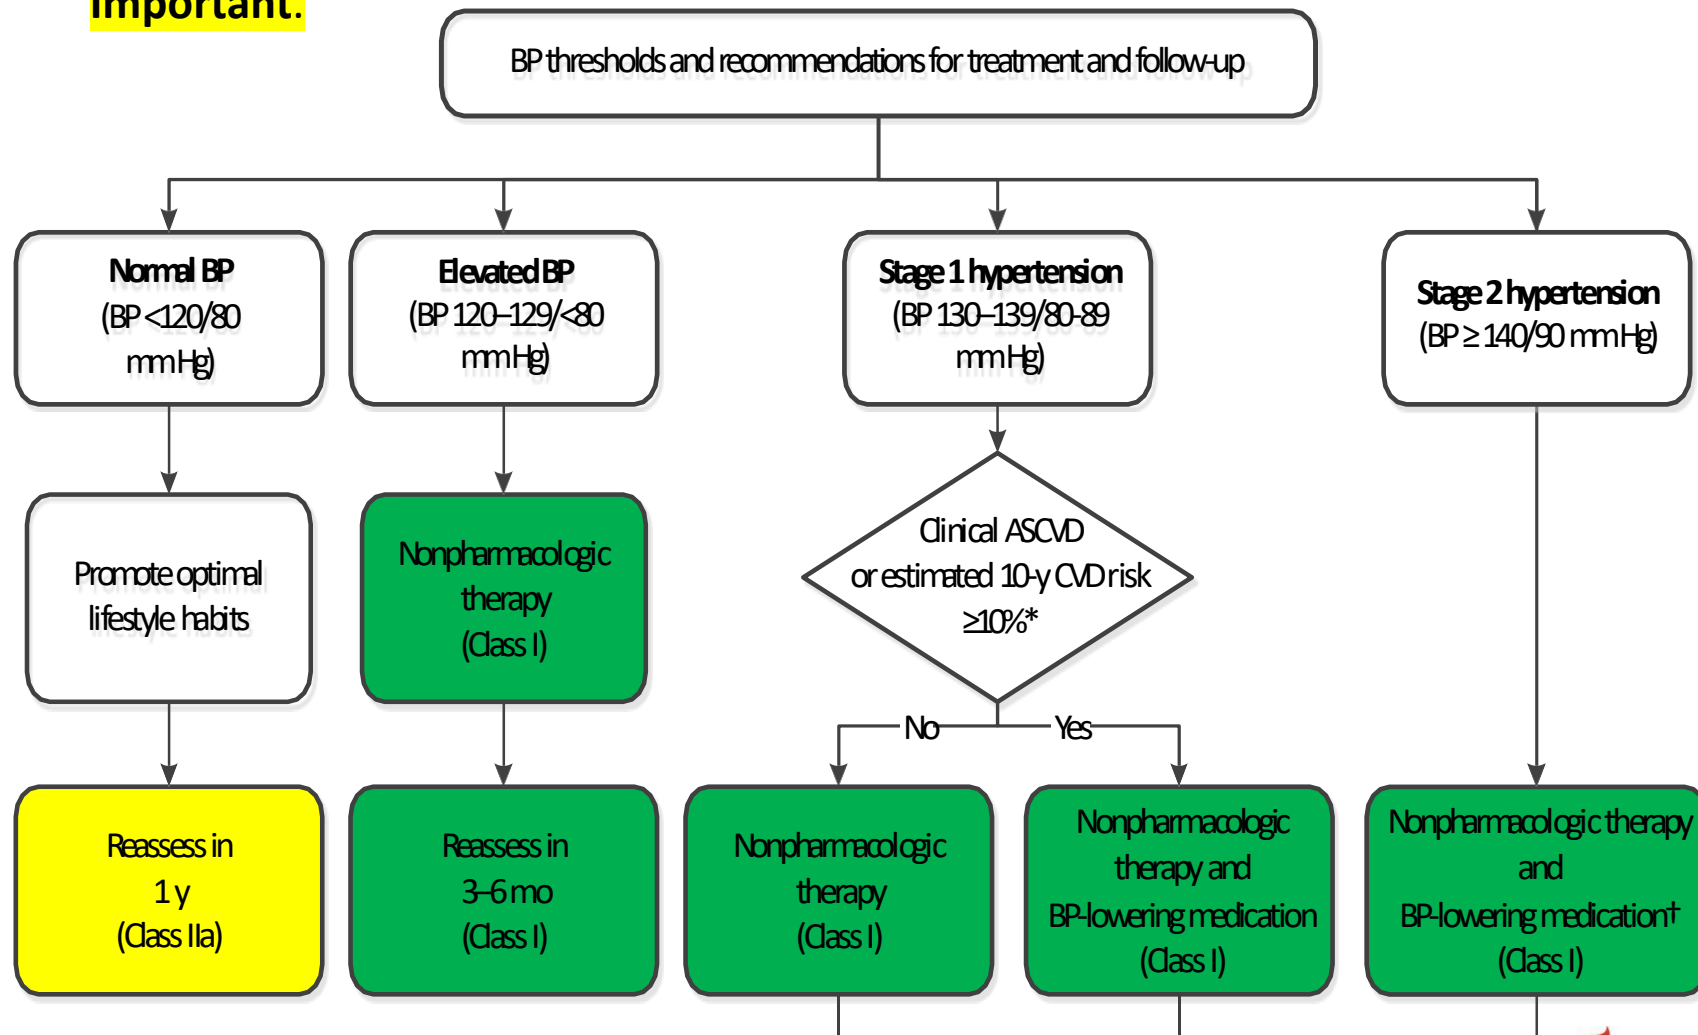 important.
BP thresholds and recommendations for treatment and follow-up
Normal BP
(BP <120/80
mm Hg)
Elevated BP
(BP 120–129/<80
mm Hg)
Stage 1 hypertension
(BP 130–139/80-89
mm Hg)
Stage 2 hypertension
(BP ≥ 140/90 mm Hg)
Promote optimal
lifestyle habits
Nonpharmacologic
therapy
(Class I)
Clinical ASCVD
or estimated 10-y CVD risk
≥10%*
No
Yes
Reassess in
1 y
(Class IIa)
Reassess in
3–6 mo
(Class I)
Nonpharmacologic
therapy
(Class I)
Nonpharmacologic
therapy and
BP-lowering medication
(Class I)
Nonpharmacologic therapy
and
BP-lowering medication†
(Class I)